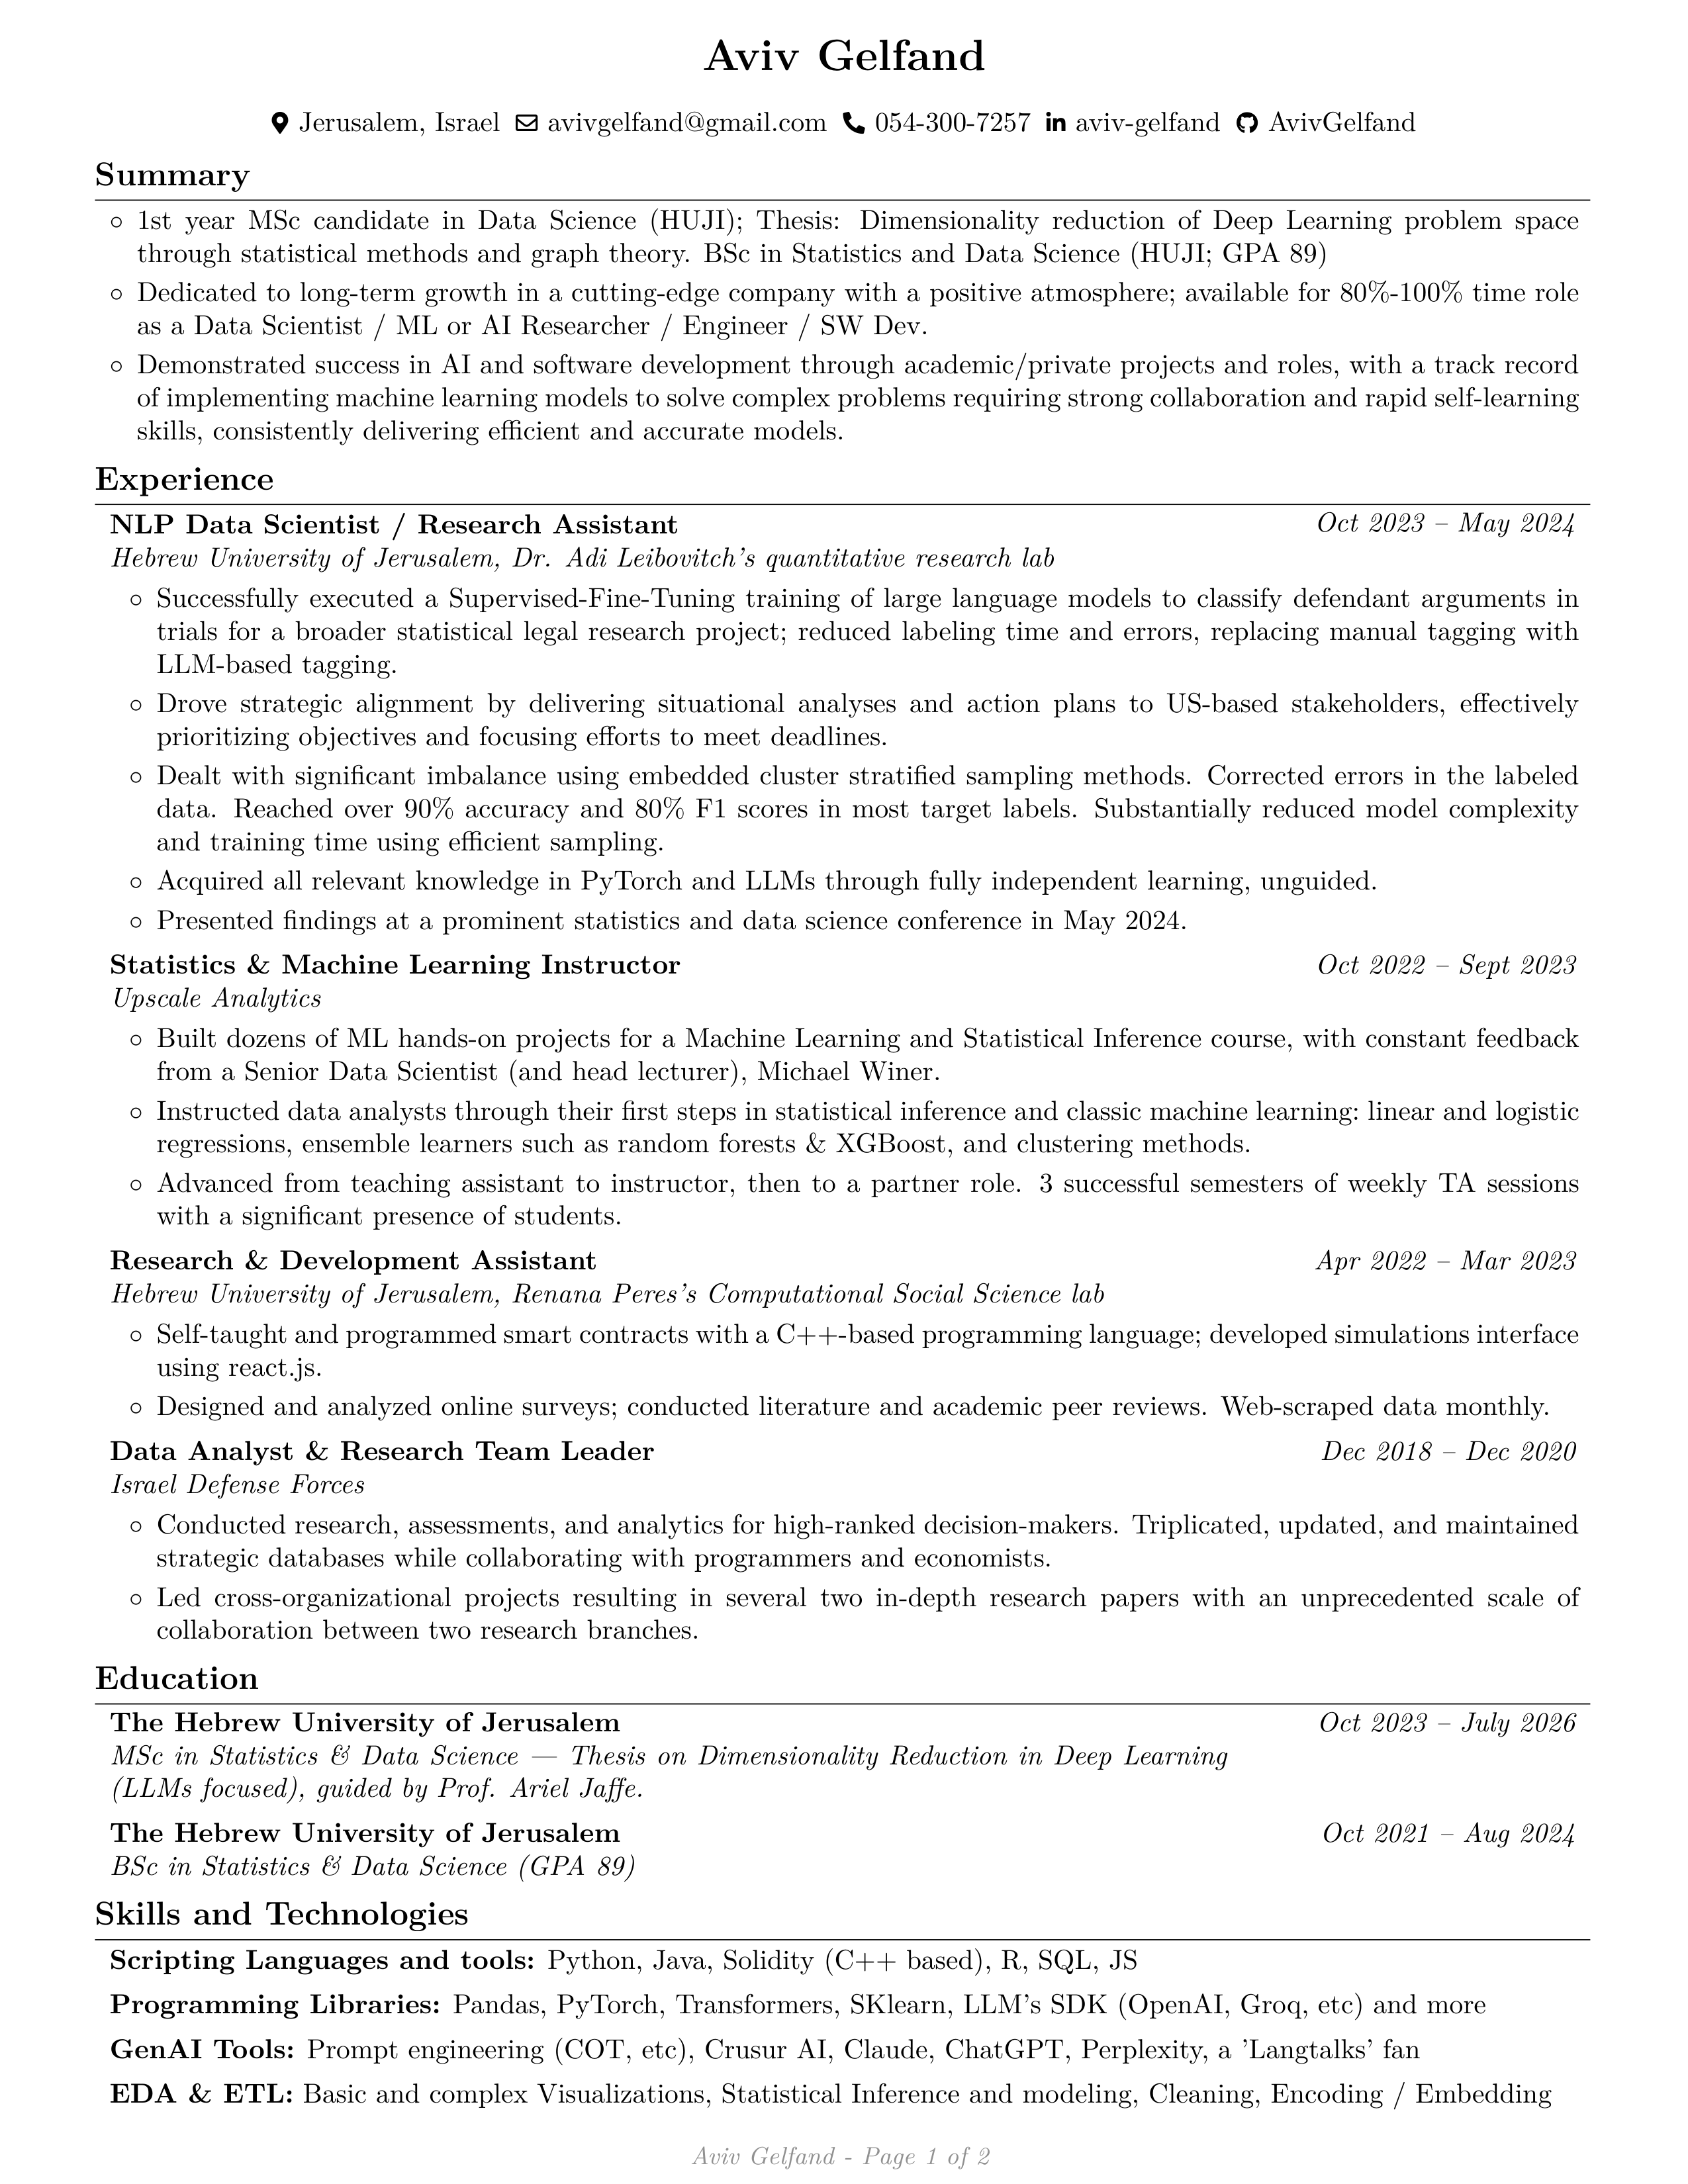 Aviv Gelfand
Jerusalem, Israel avivgelfand@gmail.com 054-300-7257 aviv-gelfand AvivGelfand
Summary
◦ 1st year MSc candidate in Data Science (HUJI); Thesis: Dimensionality reduction of Deep Learning problem space
through statistical methods and graph theory. BSc in Statistics and Data Science (HUJI; GPA 89)
◦ Dedicated to long-term growth in a cutting-edge company with a positive atmosphere; available for 80%-100% time role
as a Data Scientist / ML or AI Researcher / Engineer / SW Dev.
◦ Demonstrated success in AI and software development through academic/private projects and roles, with a track record
of implementing machine learning models to solve complex problems requiring strong collaboration and rapid self-learning
skills, consistently delivering efficient and accurate models.
Experience
NLP Data Scientist / Research Assistant Oct 2023 – May 2024
Hebrew University of Jerusalem, Dr. Adi Leibovitch's quantitative research lab
◦ Successfully executed a Supervised-Fine-Tuning training of large language models to classify defendant arguments in
trials for a broader statistical legal research project; reduced labeling time and errors, replacing manual tagging with
LLM-based tagging.
◦ Drove strategic alignment by delivering situational analyses and action plans to US-based stakeholders, effectively
prioritizing objectives and focusing efforts to meet deadlines.
◦ Dealt with significant imbalance using embedded cluster stratified sampling methods. Corrected errors in the labeled
data. Reached over 90% accuracy and 80% F1 scores in most target labels. Substantially reduced model complexity
and training time using efficient sampling.
◦ Acquired all relevant knowledge in PyTorch and LLMs through fully independent learning, unguided.
◦ Presented findings at a prominent statistics and data science conference in May 2024.
Statistics & Machine Learning Instructor Oct 2022 – Sept 2023
Upscale Analytics
◦ Built dozens of ML hands-on projects for a Machine Learning and Statistical Inference course, with constant feedback
from a Senior Data Scientist (and head lecturer), Michael Winer.
◦ Instructed data analysts through their first steps in statistical inference and classic machine learning: linear and logistic
regressions, ensemble learners such as random forests & XGBoost, and clustering methods.
◦ Advanced from teaching assistant to instructor, then to a partner role. 3 successful semesters of weekly TA sessions
with a significant presence of students.
Research & Development Assistant Apr 2022 – Mar 2023
Hebrew University of Jerusalem, Renana Peres's Computational Social Science lab
◦ Self-taught and programmed smart contracts with a C++-based programming language; developed simulations interface
using react.js.
◦ Designed and analyzed online surveys; conducted literature and academic peer reviews. Web-scraped data monthly.
Data Analyst & Research Team Leader Dec 2018 – Dec 2020
Israel Defense Forces
◦ Conducted research, assessments, and analytics for high-ranked decision-makers. Triplicated, updated, and maintained
strategic databases while collaborating with programmers and economists.
◦ Led cross-organizational projects resulting in several two in-depth research papers with an unprecedented scale of
collaboration between two research branches.
Education
The Hebrew University of Jerusalem Oct 2023 – July 2026
MSc in Statistics & Data Science — Thesis on Dimensionality Reduction in Deep Learning
(LLMs focused), guided by Prof. Ariel Jaffe.
The Hebrew University of Jerusalem Oct 2021 – Aug 2024
BSc in Statistics & Data Science (GPA 89)
Skills and Technologies
Scripting Languages and tools: Python, Java, Solidity (C++ based), R, SQL, JS
Programming Libraries: Pandas, PyTorch, Transformers, SKlearn, LLM's SDK (OpenAI, Groq, etc) and more
GenAI Tools: Prompt engineering (COT, etc), Crusur AI, Claude, ChatGPT, Perplexity, a 'Langtalks' fan
EDA & ETL: Basic and complex Visualizations, Statistical Inference and modeling, Cleaning, Encoding / Embedding
Aviv Gelfand - Page 1 of 2